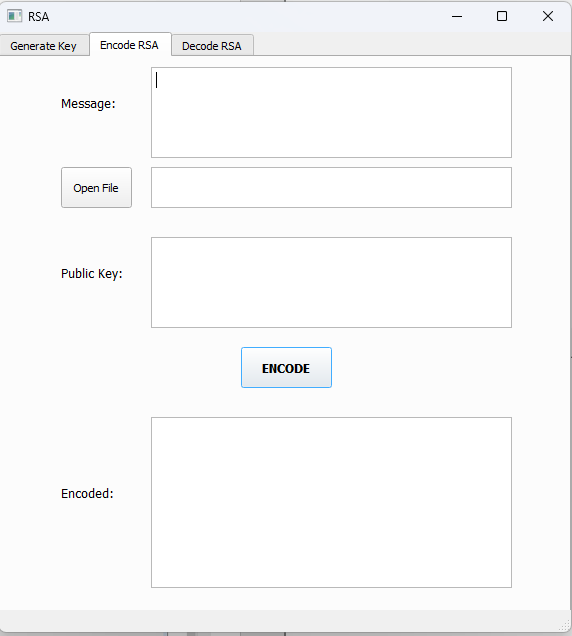 RSA
Generate Key
Encode RSA
Decode RSA
Message:
Open File
Public Key:
ENCODE
Encoded: